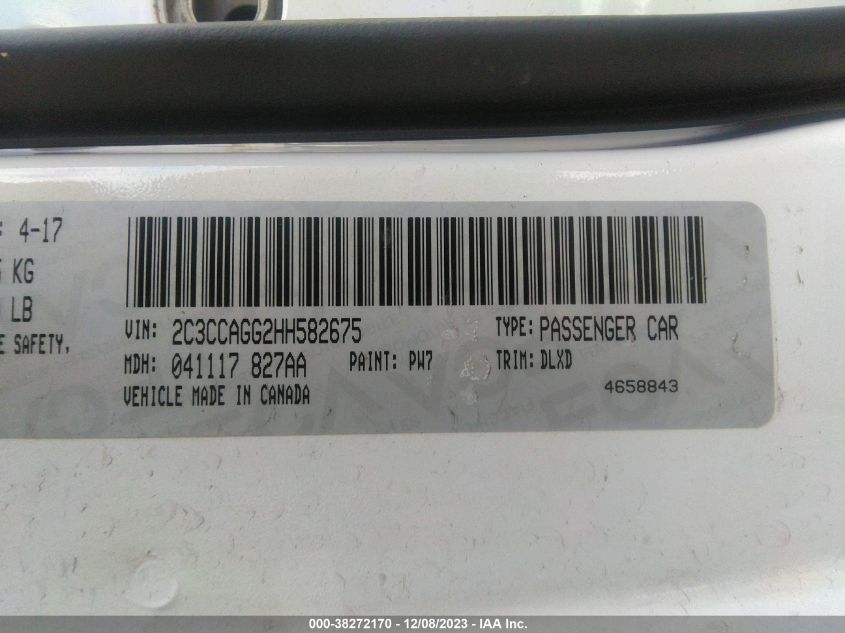 4-17
KG
LB
E SAFETY,
VIN: 2C3CCAGG2HH582675 TYPE: PASSENGER CAR
MDH: 041117 827AA PAINT: PW7 TRIM: DLXD
VEHICLE MADE IN CANADA 4658843
000-38272170 - 12/08/2023 - IAA Inc.